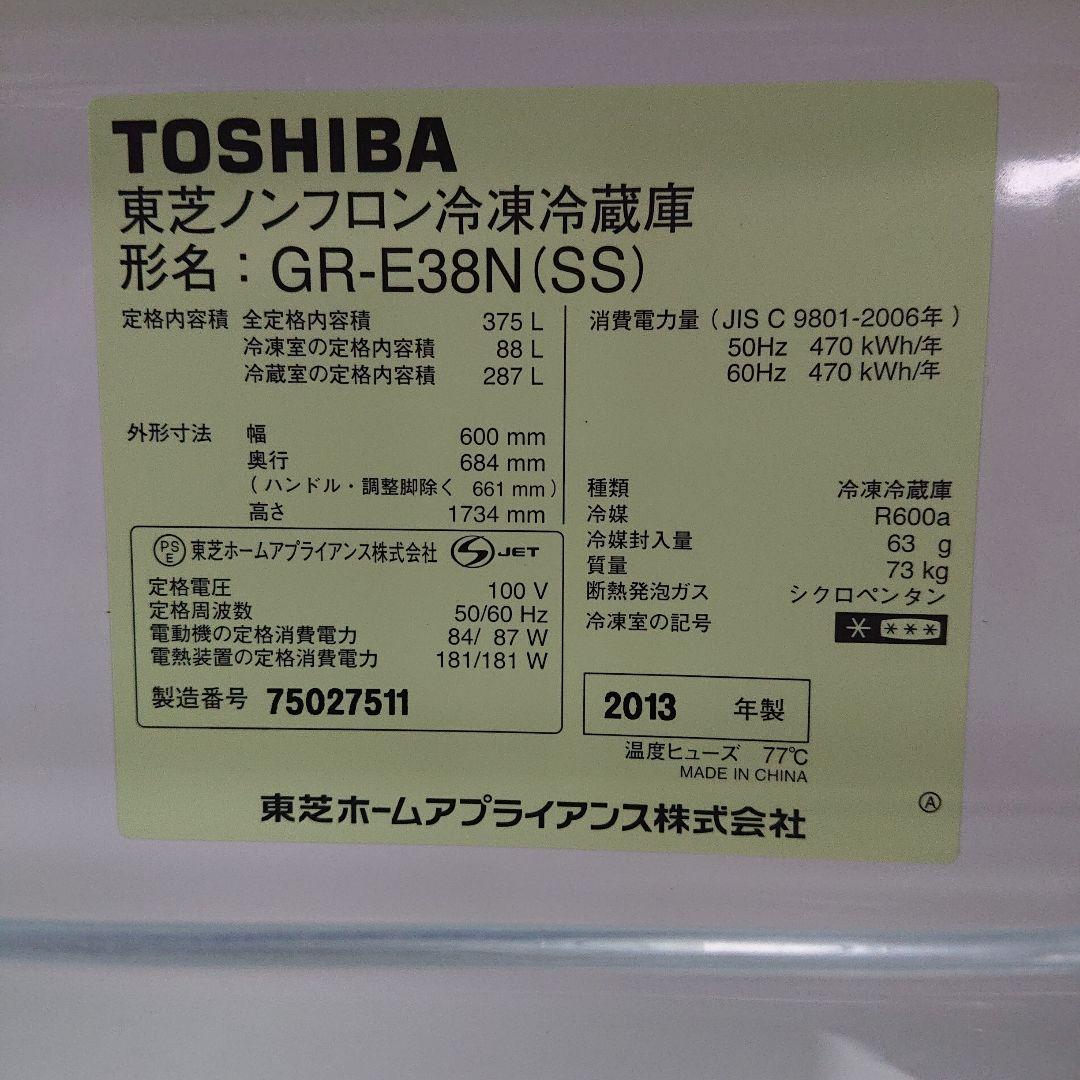 TOSHIBA
東芝ノンフロン冷凍冷蔵庫
形名：GR-E38N(SS)
定格内容積 全定格内容積 375 L
冷凍室の定格内容積 88 L
冷蔵室の定格内容積 287 L
外形寸法 幅 600 mm
奥行 684 mm
(ハンドル・調整脚除く 661 mm)
高さ 1734 mm
PS
E 東芝ホームアプライアンス株式会社 S JET
定格電圧 100 V
定格周波数 50/60 Hz
電動機の定格消費電力 84/ 87 W
電熱装置の定格消費電力 181/181 W
製造番号 75027511
消費電力量 (JIS C 9801-2006年)
50Hz 470 kWh/年
60Hz 470 kWh/年
種類 冷凍冷蔵庫
冷媒 R600a
冷媒封入量 63 g
質量 73 kg
断熱発泡ガス シクロペンタン
冷凍室の記号 * ***
2013 年製
温度ヒューズ 77℃
MADE IN CHINA
東芝ホームアプライアンス株式会社
Ⓐ